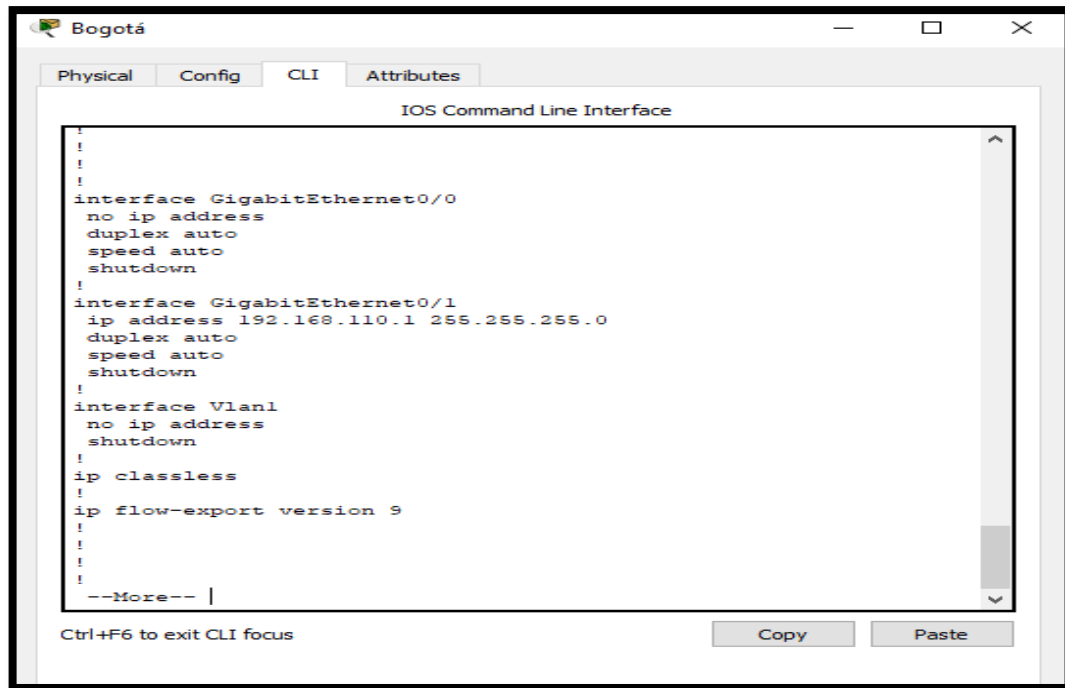 Bogotá
Physical Config CLI Attributes
IOS Command Line Interface
!
!
!
!
interface GigabitEthernet0/0
 no ip address
 duplex auto
 speed auto
 shutdown
!
interface GigabitEthernet0/1
 ip address 192.168.110.1 255.255.255.0
 duplex auto
 speed auto
 shutdown
!
interface Vlan1
 no ip address
 shutdown
!
ip classless
!
ip flow-export version 9
!
!
!
!
 --More--
Ctrl+F6 to exit CLI focus
Copy Paste